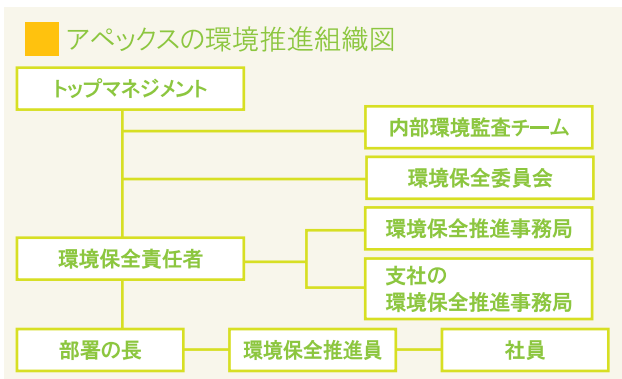 アペックスの環境推進組織図
トップマネジメント
内部環境監査チーム
環境保全委員会
環境保全推進事務局
環境保全責任者
支社の
環境保全推進事務局
部署の長
環境保全推進員
社員